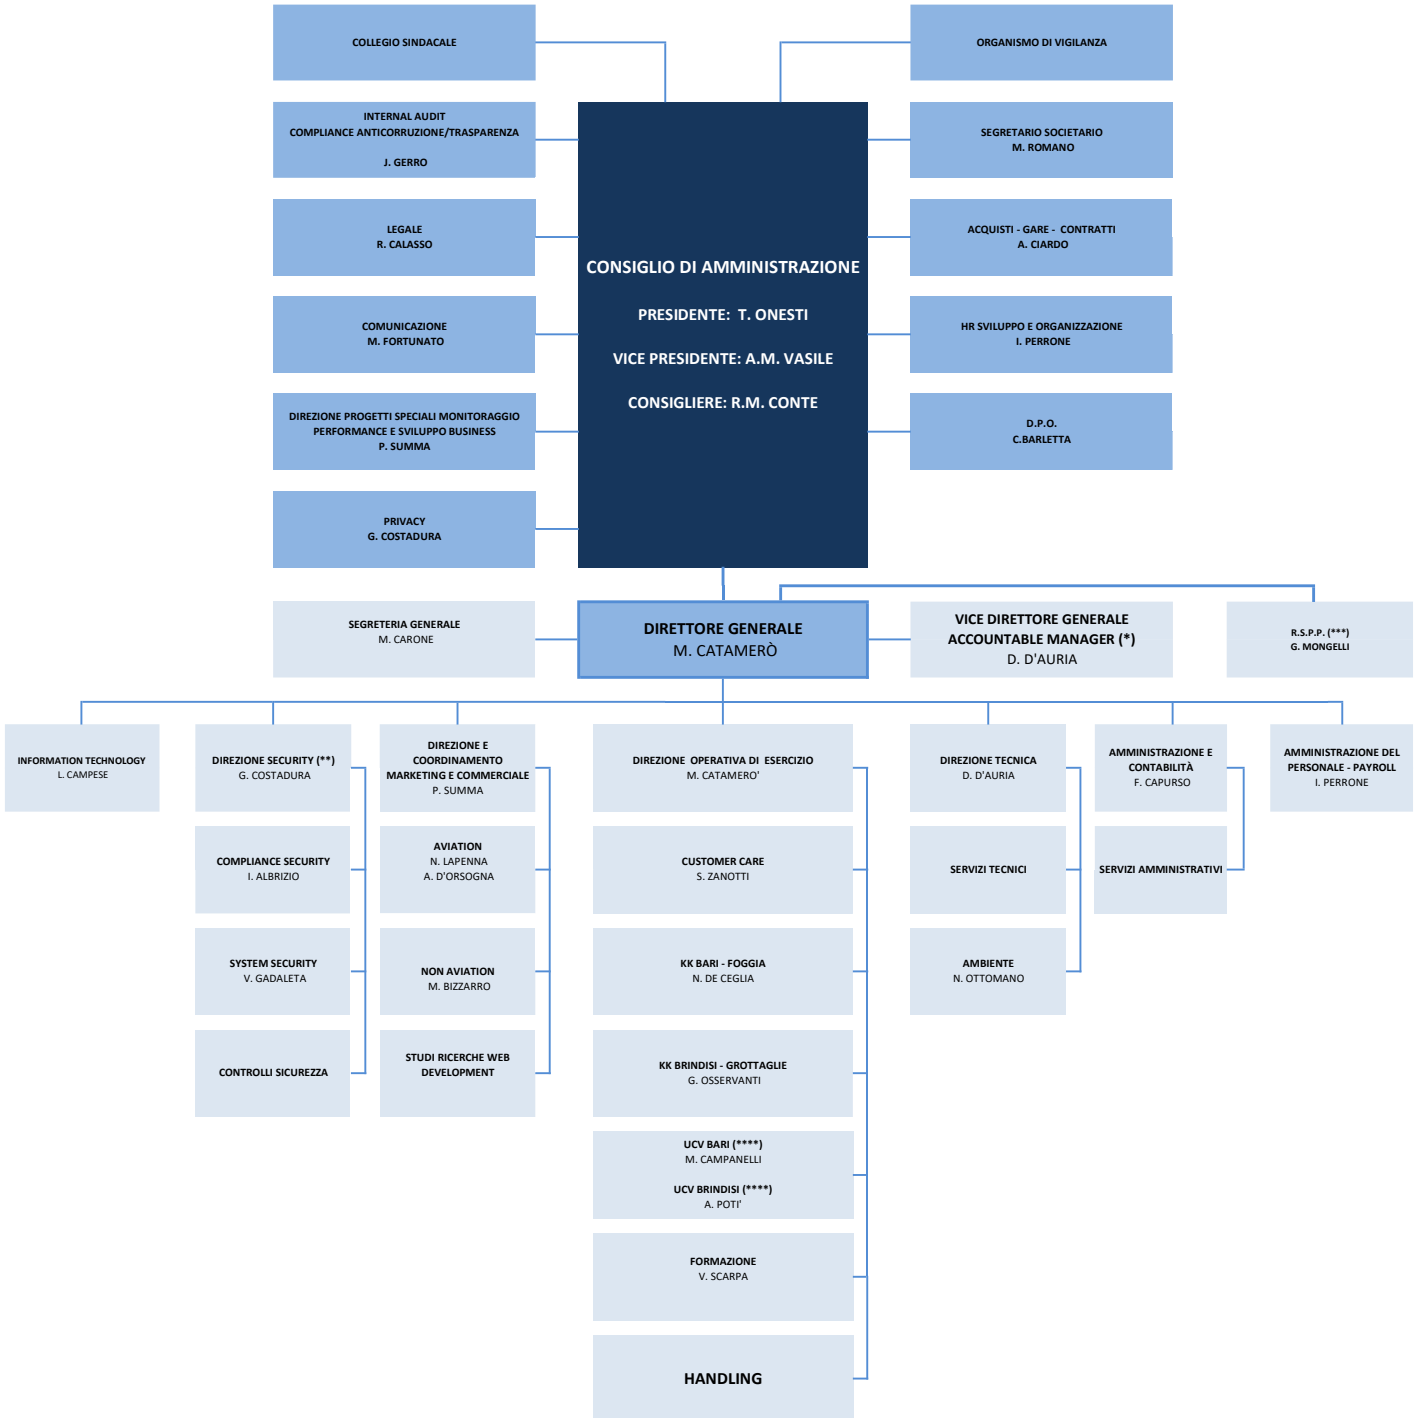 COLLEGIO SINDACALE
ORGANISMO DI VIGILANZA
INTERNAL AUDIT
COMPLIANCE ANTICORRUZIONE/TRASPARENZA
J. GERRO
SEGRETARIO SOCIETARIO
M. ROMANO
LEGALE
R. CALASSO
ACQUISTI - GARE - CONTRATTI
A. CIARDO
CONSIGLIO DI AMMINISTRAZIONE
PRESIDENTE: T. ONESTI
VICE PRESIDENTE: A.M. VASILE
CONSIGLIERE: R.M. CONTE
COMUNICAZIONE
M. FORTUNATO
HR SVILUPPO E ORGANIZZAZIONE
I. PERRONE
DIREZIONE PROGETTI SPECIALI MONITORAGGIO
PERFORMANCE E SVILUPPO BUSINESS
P. SUMMA
D.P.O.
C.BARLETTA
PRIVACY
G. COSTADURA
SEGRETERIA GENERALE
M. CARONE
DIRETTORE GENERALE
M. CATAMERÒ
VICE DIRETTORE GENERALE
ACCOUNTABLE MANAGER (*)
D. D'AURIA
R.S.P.P. (***)
G. MONGELLI
INFORMATION TECHNOLOGY
L. CAMPESE
DIREZIONE SECURITY (**)
G. COSTADURA
DIREZIONE E
COORDINAMENTO
MARKETING E COMMERCIALE
P. SUMMA
DIREZIONE OPERATIVA DI ESERCIZIO
M. CATAMERO'
DIREZIONE TECNICA
D. D'AURIA
AMMINISTRAZIONE E
CONTABILITÀ
F. CAPURSO
AMMINISTRAZIONE DEL
PERSONALE - PAYROLL
I. PERRONE
COMPLIANCE SECURITY
I. ALBRIZIO
AVIATION
N. LAPENNA
A. D'ORSOGNA
CUSTOMER CARE
S. ZANOTTI
SERVIZI TECNICI
SERVIZI AMMINISTRATIVI
SYSTEM SECURITY
V. GADALETA
NON AVIATION
M. BIZZARRO
KK BARI - FOGGIA
N. DE CEGLIA
AMBIENTE
N. OTTOMANO
CONTROLLI SICUREZZA
STUDI RICERCHE WEB
DEVELOPMENT
KK BRINDISI - GROTTAGLIE
G. OSSERVANTI
UCV BARI (****)
M. CAMPANELLI
UCV BRINDISI (****)
A. POTI'
FORMAZIONE
V. SCARPA
HANDLING